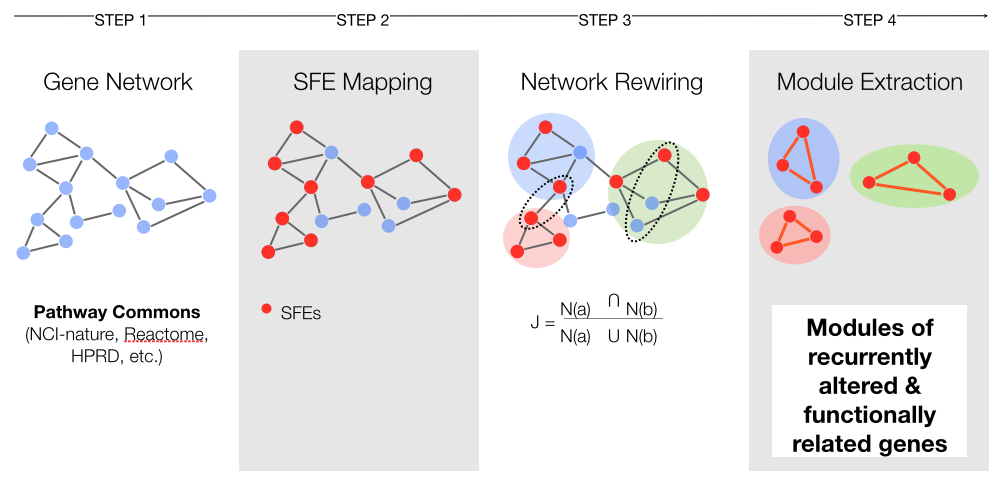 STEP 1
STEP 2
STEP 3
STEP 4
Gene Network
SFE Mapping
Network Rewiring
Module Extraction
Pathway Commons
(NCI-nature, Reactome,
HPRD, etc.)
SFEs
J = N(a) ∩ N(b)
N(a) U N(b)
Modules of
recurrently
altered &
functionally
related genes